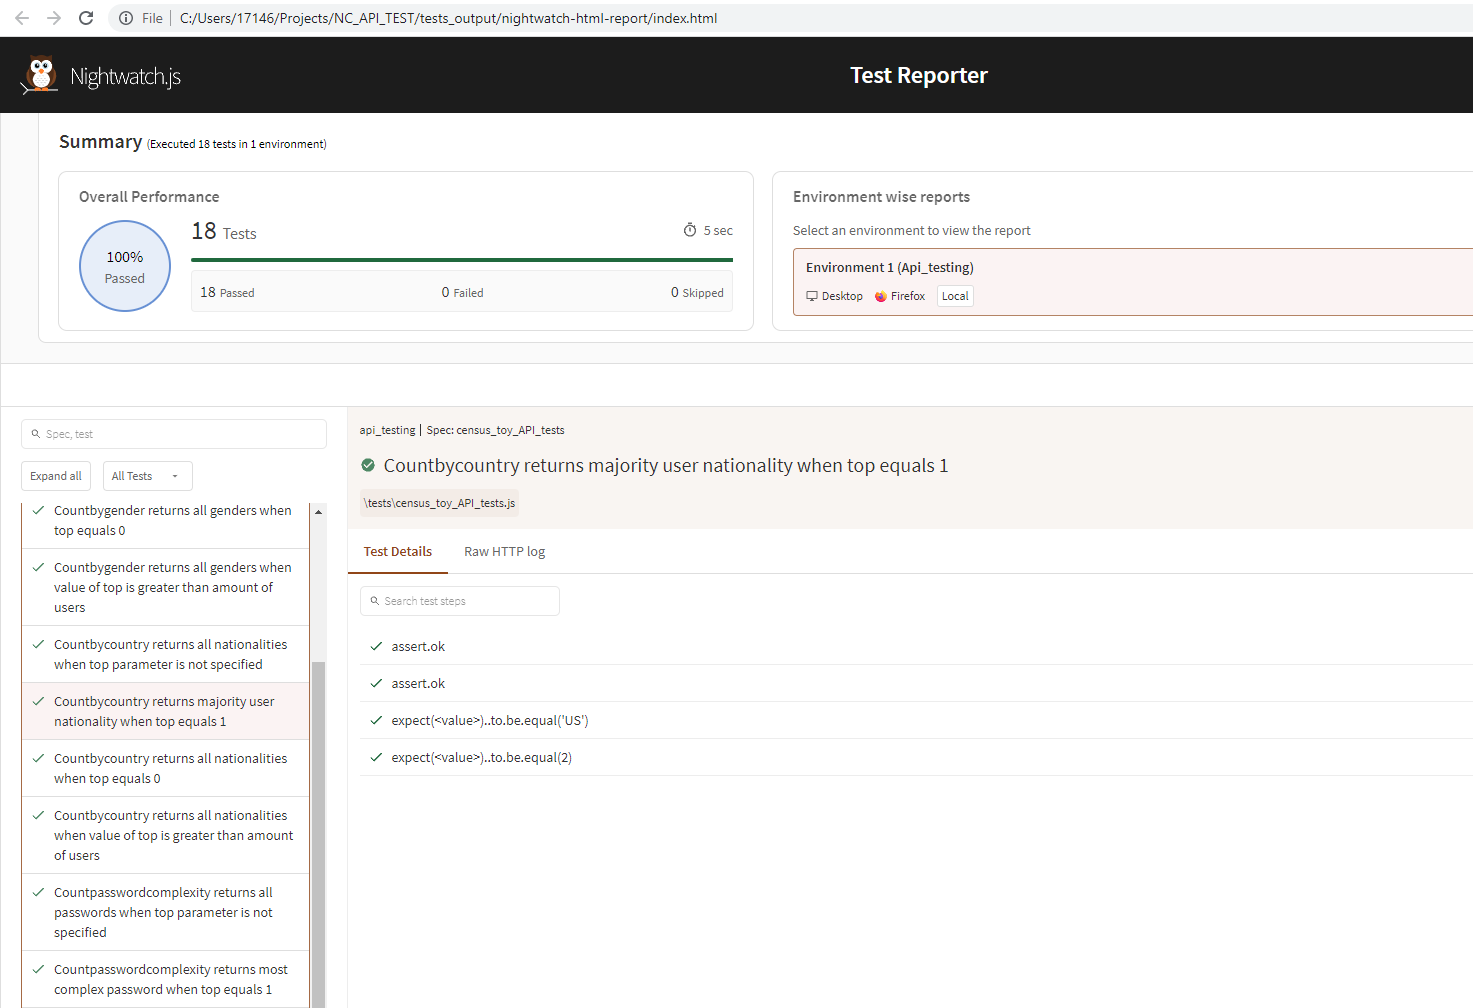 File C:/Users/17146/Projects/NC_API_TEST/tests_output/nightwatch-html-report/index.html
Nightwatch.js
Test Reporter
Summary (Executed 18 tests in 1 environment)
Overall Performance
100%
Passed
18 Tests
5 sec
18 Passed
0 Failed
0 Skipped
Environment wise reports
Select an environment to view the report
Environment 1 (Api_testing)
Desktop Firefox Local
Spec, test
Expand all
All Tests
Countbygender returns all genders when
top equals 0
Countbygender returns all genders when
value of top is greater than amount of
users
Countbycountry returns all nationalities
when top parameter is not specified
Countbycountry returns majority user
nationality when top equals 1
Countbycountry returns all nationalities
when top equals 0
Countbycountry returns all nationalities
when value of top is greater than amount
of users
Countpasswordcomplexity returns all
passwords when top parameter is not
specified
Countpasswordcomplexity returns most
complex password when top equals 1
api_testing | Spec: census_toy_API_tests
Countbycountry returns majority user nationality when top equals 1
\tests\census_toy_API_tests.js
Test Details
Raw HTTP log
Search test steps
assert.ok
assert.ok
expect(<value>)..to.be.equal('US')
expect(<value>)..to.be.equal(2)